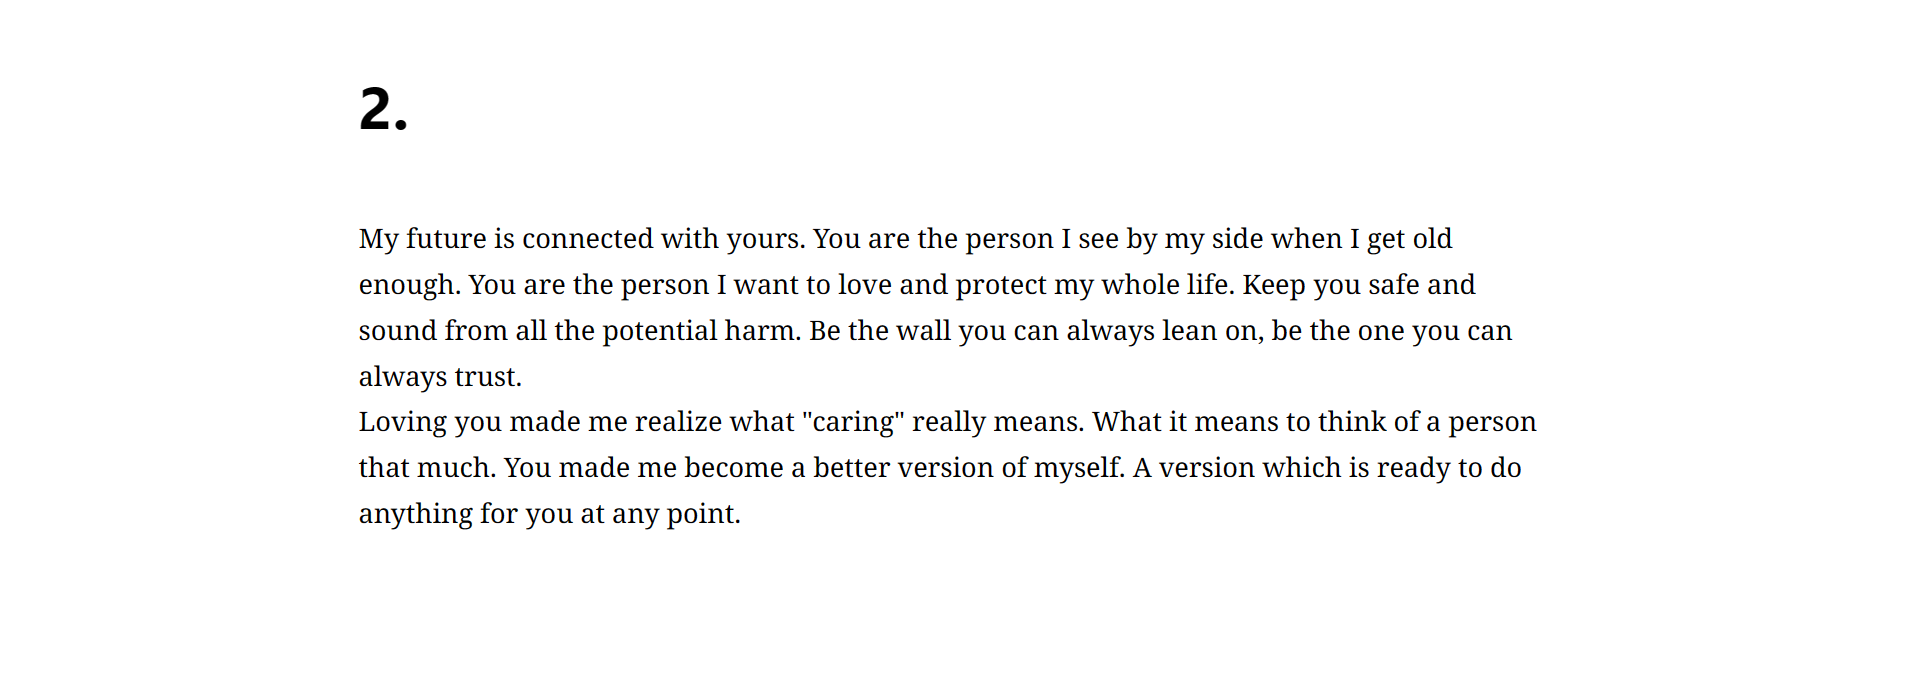 2.
My future is connected with yours. You are the person I see by my side when I get old
enough. You are the person I want to love and protect my whole life. Keep you safe and
sound from all the potential harm. Be the wall you can always lean on, be the one you can
always trust.
Loving you made me realize what "caring" really means. What it means to think of a person
that much. You made me become a better version of myself. A version which is ready to do
anything for you at any point.